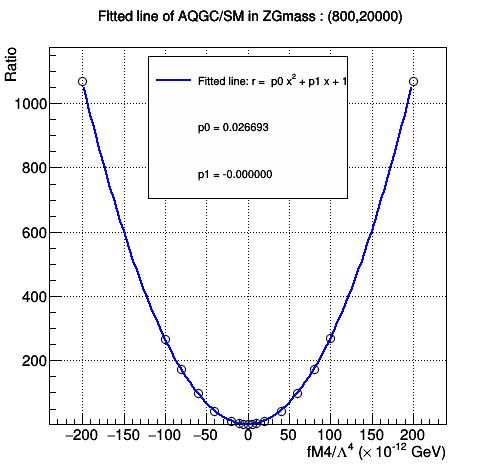 FItted line of AQGC/SM in ZGmass : (800,20000)
Ratio
Fitted line: r = p0 x² + p1 x + 1
p0 = 0.026693
p1 = -0.000000
1000
800
600
400
200
−200 −150 −100 −50 0 50 100 150 200
fM4/Λ⁴ (× 10⁻¹² GeV)